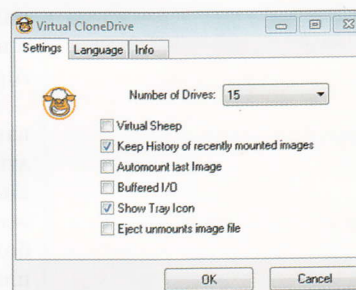 Virtual CloneDrive
Settings Language Info
Number of Drives: 15
Virtual Sheep
Keep History of recently mounted images
Automount last Image
Buffered I/O
Show Tray Icon
Eject unmounts image file
OK Cancel